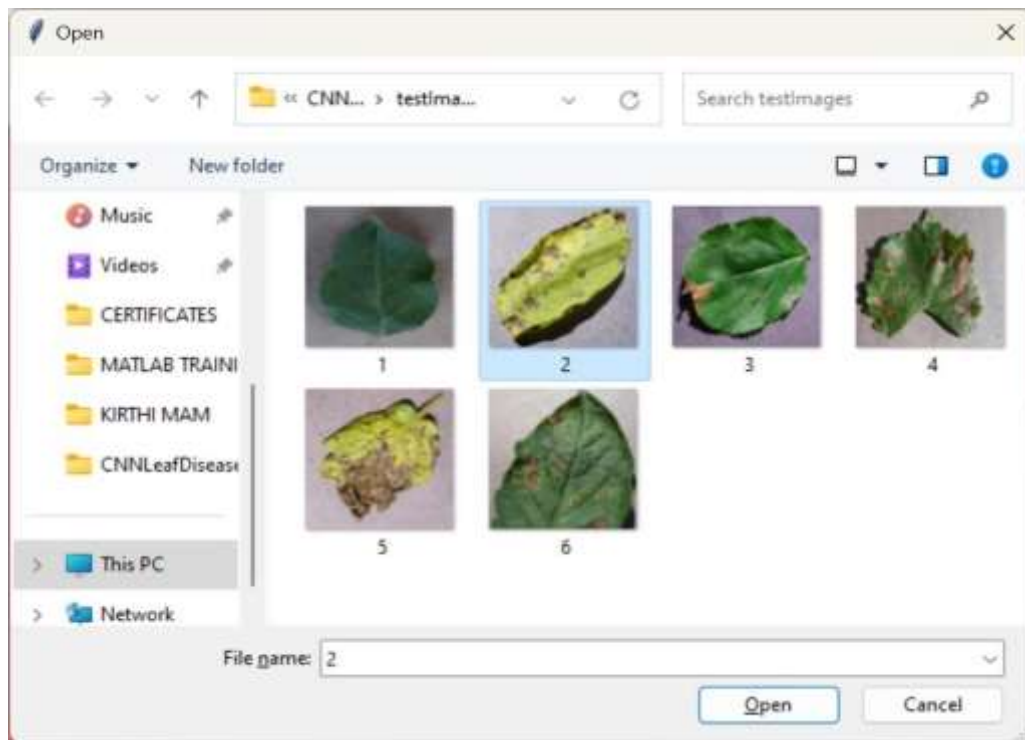 Open
« CNN... > testIma...
Search testImages
Organize
New folder
Music
Videos
CERTIFICATES
MATLAB TRAINI
KIRTHI MAM
CNNLeafDisease
This PC
Network
1
2
3
4
5
6
File name: 2
Open
Cancel